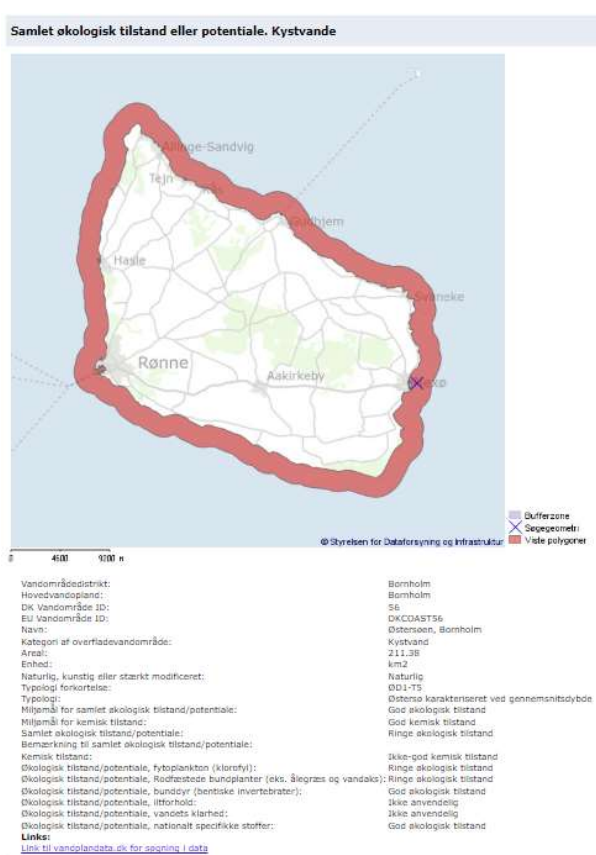 Samlet økologisk tilstand eller potentiale. Kystvande
Allinge-Sandvig
Tejn
Gudhjem
Hasle
Svaneke
Rønne
Aakirkeby
Bufferzone
Søgegeometri
© Styrelsen for Dataforsyning og Infrastruktur
Viste polygoner
0 4500 9200 m
Vandområdedistrikt: Bornholm
Hovedvandopland: Bornholm
DK Vandområde ID: 56
EU Vandområde ID: DKCOAST56
Navn: Østersøen, Bornholm
Kategori af overfladevandområde: Kystvand
Areal: 211.38
Enhed: km2
Naturlig, kunstig eller stærkt modificeret: Naturlig
Typologi forkortelse: ØD1-T5
Typologi: Østersø karakteriseret ved gennemsnitsdybde
Miljømål for samlet økologisk tilstand/potentiale: God økologisk tilstand
Miljømål for kemisk tilstand: God kemisk tilstand
Samlet økologisk tilstand/potentiale: Ringe økologisk tilstand
Bemærkning til samlet økologisk tilstand/potentiale:
Kemisk tilstand: Ikke-god kemisk tilstand
Økologisk tilstand/potentiale, fytoplankton (klorofyl): Ringe økologisk tilstand
Økologisk tilstand/potentiale, Rodfæstede bundplanter (eks. ålegræs og vandaks): Ringe økologisk tilstand
Økologisk tilstand/potentiale, bunddyr (bentiske invertebrater): God økologisk tilstand
Økologisk tilstand/potentiale, iltforhold: Ikke anvendelig
Økologisk tilstand/potentiale, vandets klarhed: Ikke anvendelig
Økologisk tilstand/potentiale, nationalt specifikke stoffer: God økologisk tilstand
Links:
Link til vandplandata.dk for søgning i data